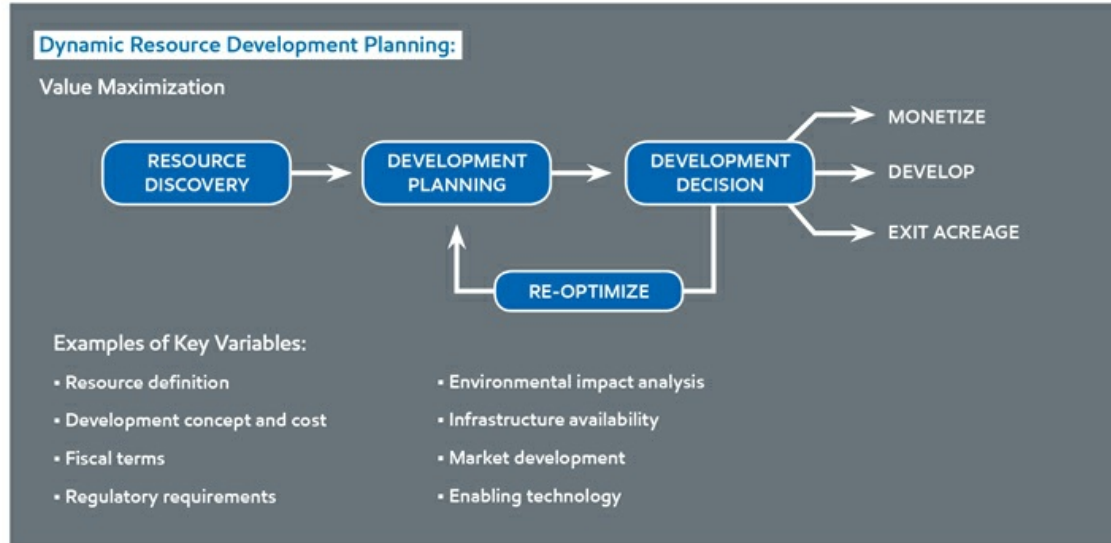 Dynamic Resource Development Planning:
Value Maximization
RESOURCE
DISCOVERY
DEVELOPMENT
PLANNING
DEVELOPMENT
DECISION
MONETIZE
DEVELOP
EXIT ACREAGE
RE-OPTIMIZE
Examples of Key Variables:
▪ Resource definition
▪ Development concept and cost
▪ Fiscal terms
▪ Regulatory requirements
▪ Environmental impact analysis
▪ Infrastructure availability
▪ Market development
▪ Enabling technology